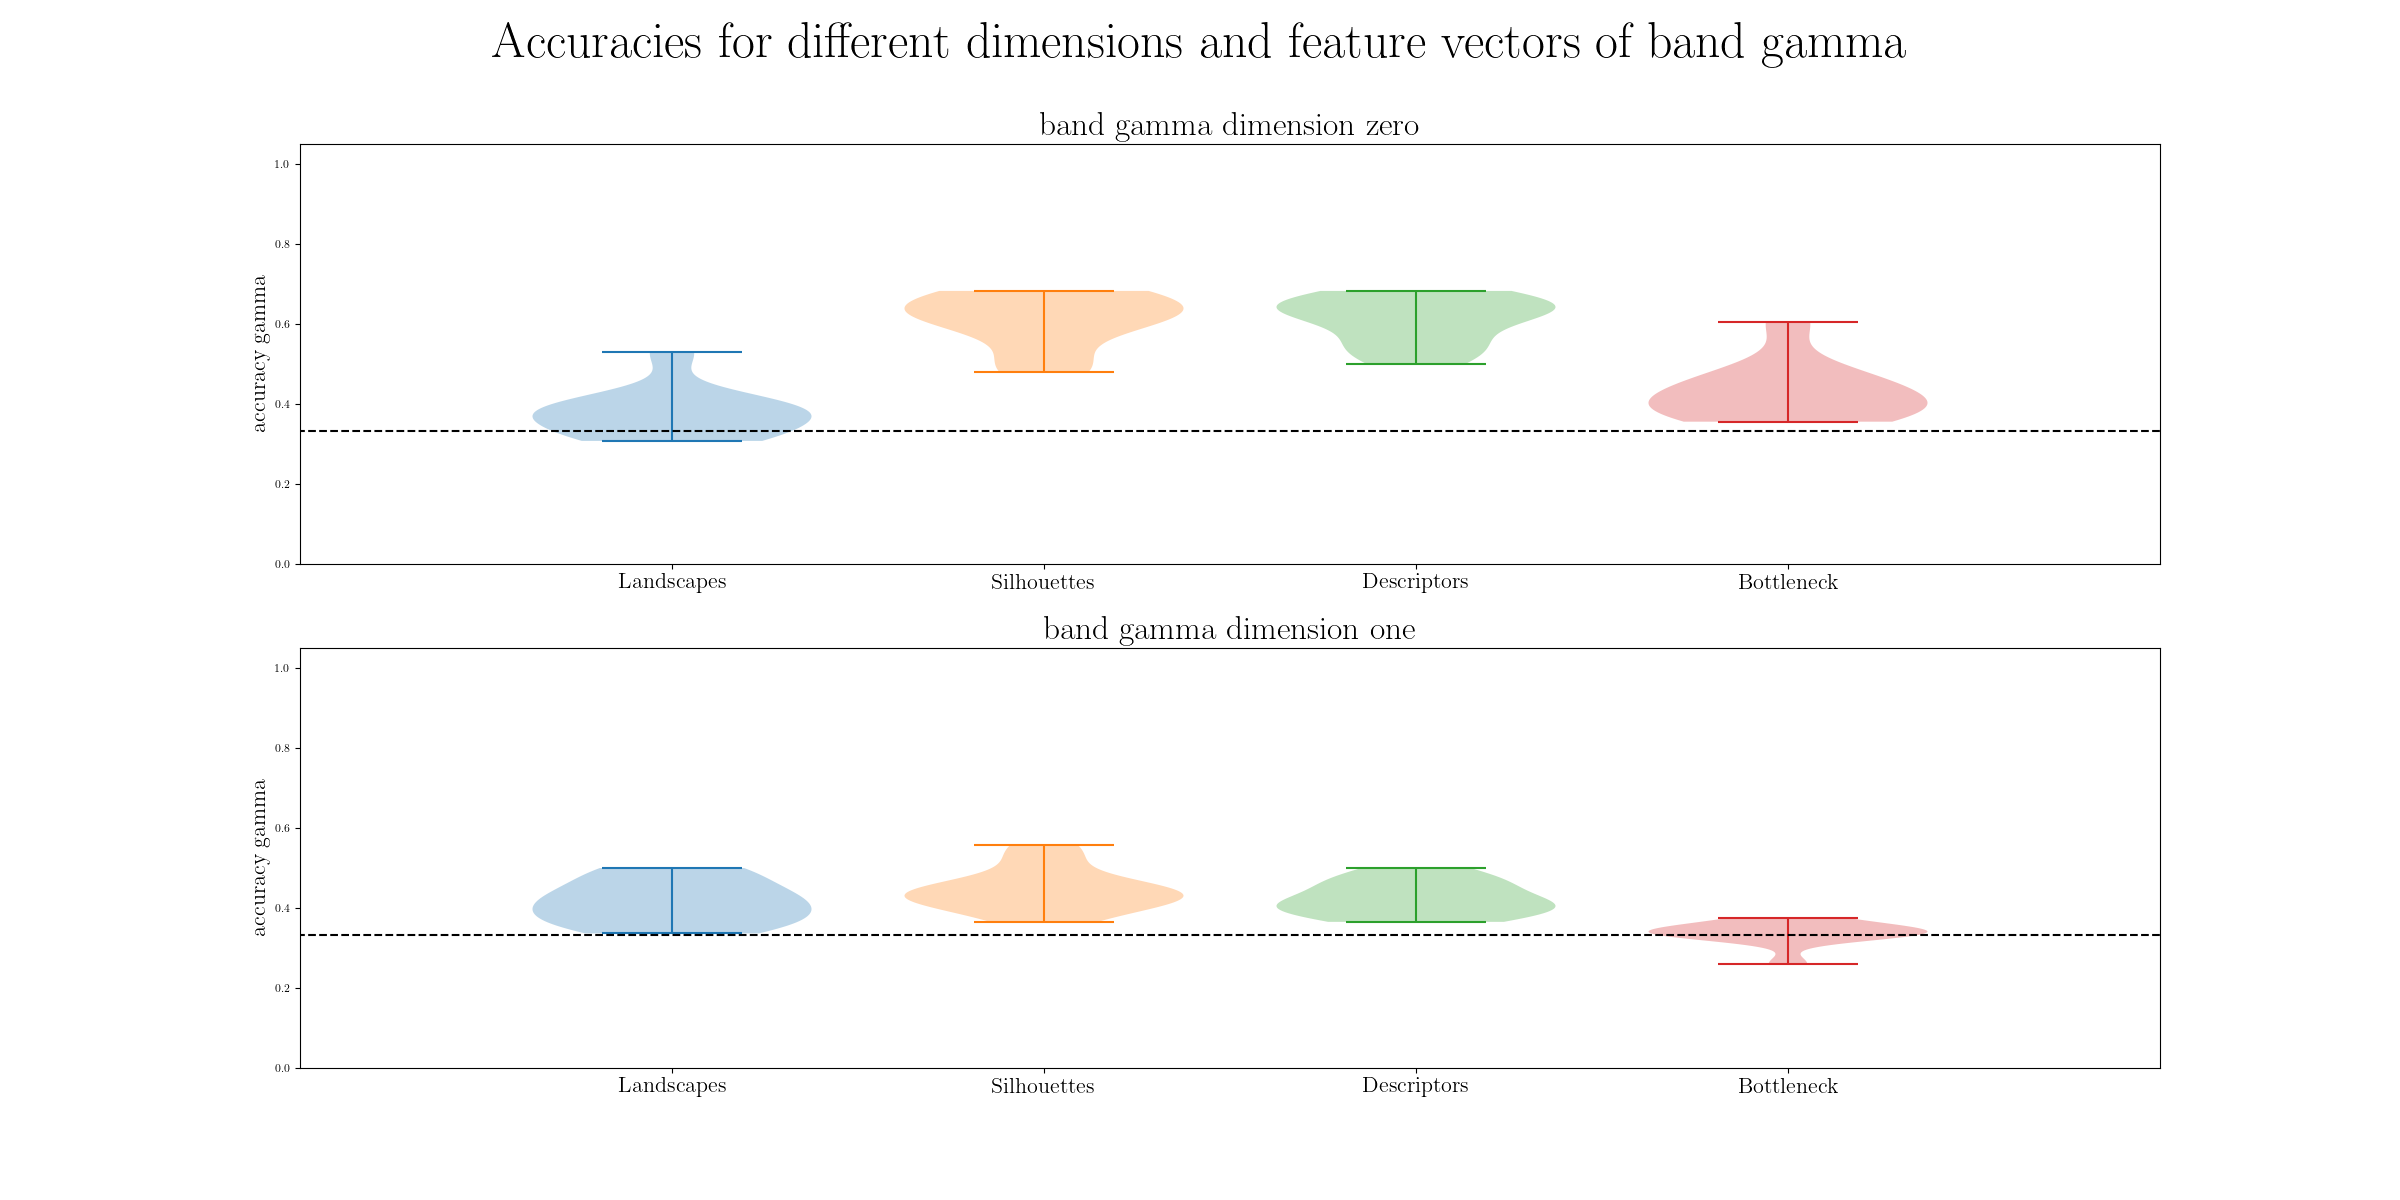 Accuracies for different dimensions and feature vectors of band gamma
band gamma dimension zero
1.0
0.8
0.6
0.4
0.2
0.0
accuracy gamma
Landscapes Silhouettes Descriptors Bottleneck
band gamma dimension one
1.0
0.8
0.6
0.4
0.2
0.0
accuracy gamma
Landscapes Silhouettes Descriptors Bottleneck